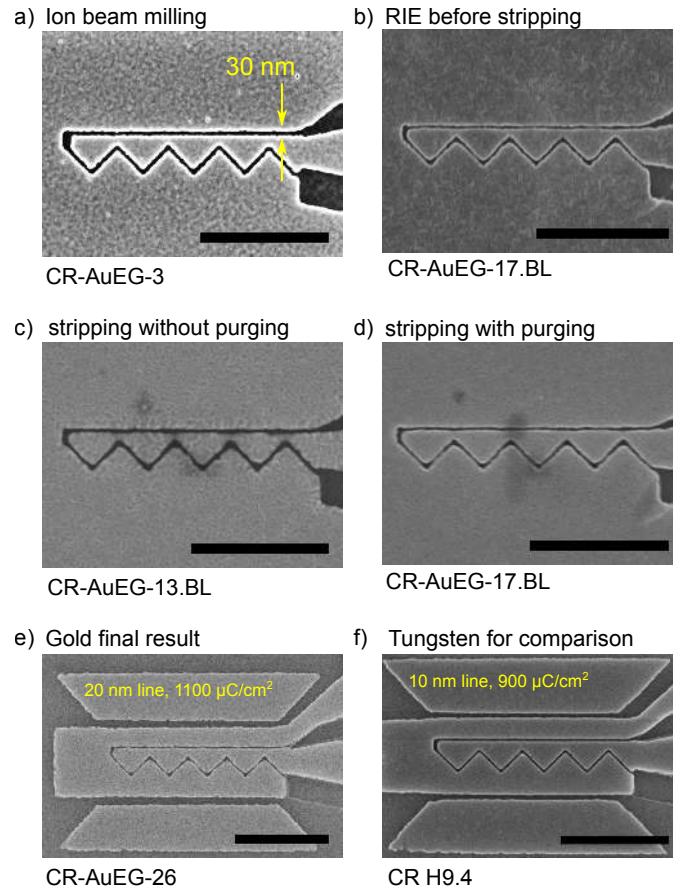 a) Ion beam milling
30 nm
CR-AuEG-3
b) RIE before stripping
CR-AuEG-17.BL
c) stripping without purging
CR-AuEG-13.BL
d) stripping with purging
CR-AuEG-17.BL
e) Gold final result
20 nm line, 1100 µC/cm²
CR-AuEG-26
f) Tungsten for comparison
10 nm line, 900 µC/cm²
CR H9.4